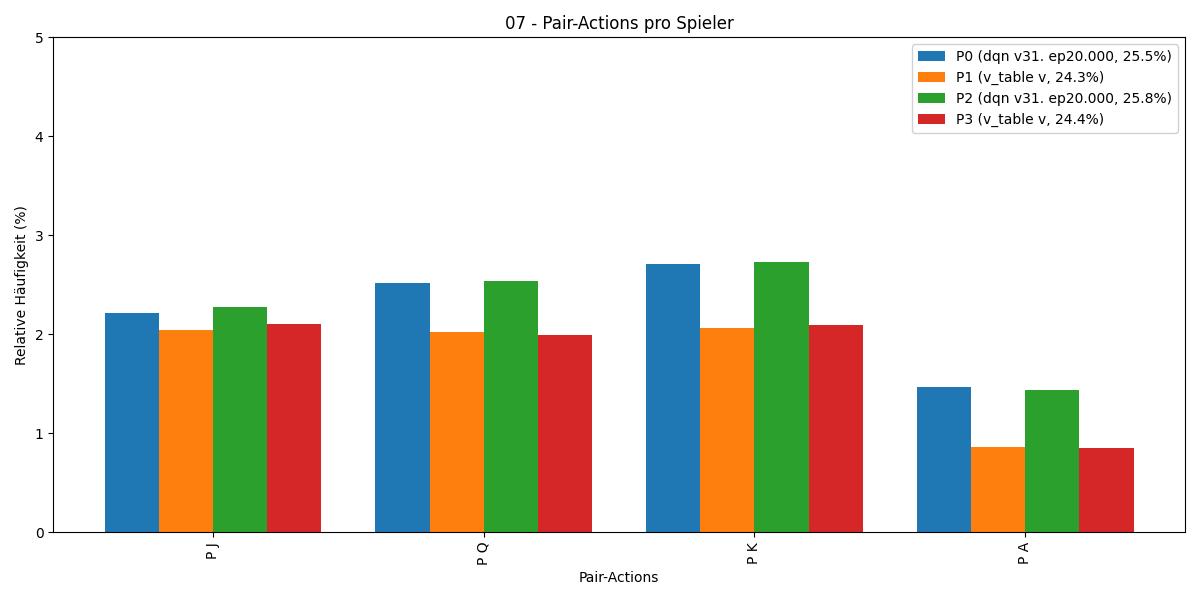 07 - Pair-Actions pro Spieler
P0 (dqn v31. ep20.000, 25.5%)
P1 (v_table v, 24.3%)
P2 (dqn v31. ep20.000, 25.8%)
P3 (v_table v, 24.4%)
Relative Häufigkeit (%)
5
4
3
2
1
0
P J
P Q
P K
P A
Pair-Actions